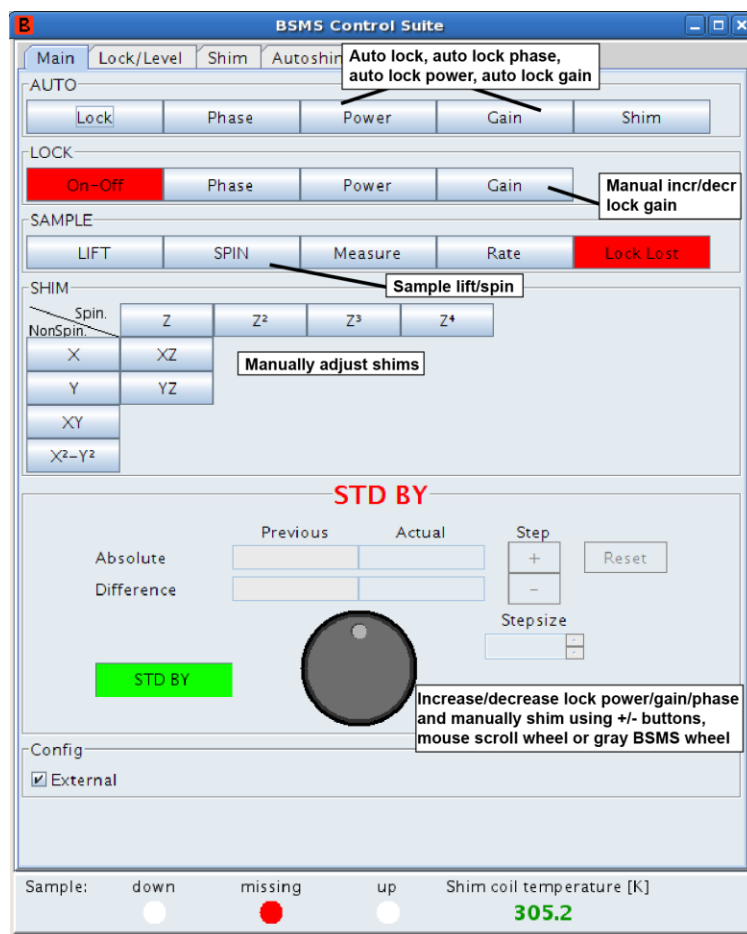 B
BSMS Control Suite
Main Lock/Level Shim Autoshim
Auto lock, auto lock phase,
auto lock power, auto lock gain
AUTO
Lock Phase Power Gain Shim
LOCK
On-Off Phase Power Gain
Manual incr/decr
lock gain
SAMPLE
LIFT SPIN Measure Rate Lock Lost
Sample lift/spin
SHIM
Spin.
NonSpin.
Z Z² Z³ Z⁴
X XZ
Manually adjust shims
Y YZ
XY
X²-Y²
STD BY
Previous Actual Step
Absolute + Reset
Difference -
Stepsize
STD BY
Increase/decrease lock power/gain/phase
and manually shim using +/- buttons,
mouse scroll wheel or gray BSMS wheel
Config
External
Sample: down missing up Shim coil temperature [K]
305.2